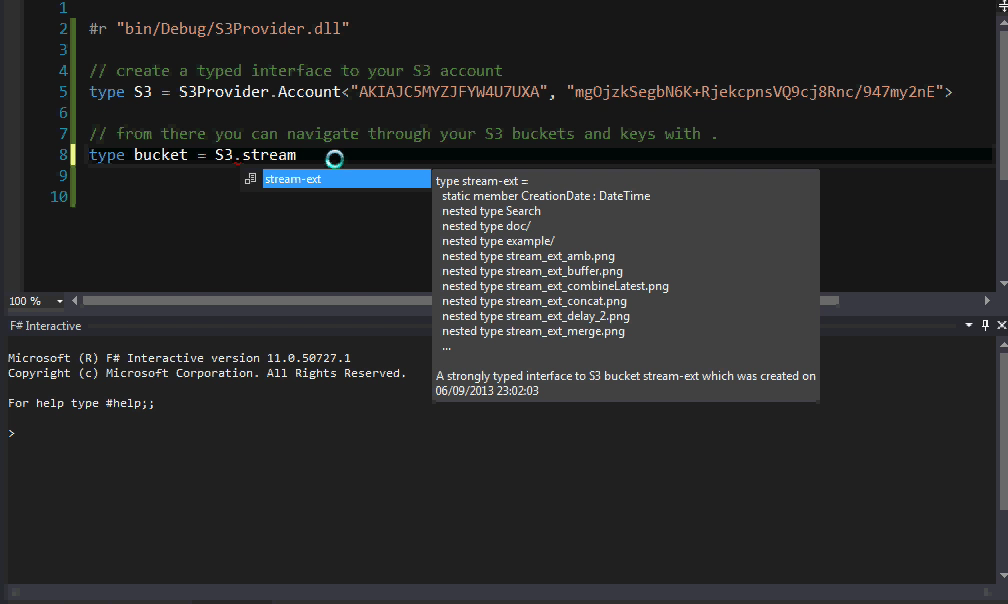 1
2 #r "bin/Debug/S3Provider.dll"
3
4 // create a typed interface to your S3 account
5 type S3 = S3Provider.Account<"AKIAJC5MYZJFYW4U7UXA", "mgOjzkSegbN6K+RjekcpnsVQ9cj8Rnc/947my2nE">
6
7 // from there you can navigate through your S3 buckets and keys with .
8 type bucket = S3.stream
9
10
stream-ext
type stream-ext =
static member CreationDate : DateTime
nested type Search
nested type doc/
nested type example/
nested type stream_ext_amb.png
nested type stream_ext_buffer.png
nested type stream_ext_combineLatest.png
nested type stream_ext_concat.png
nested type stream_ext_delay_2.png
nested type stream_ext_merge.png
...
A strongly typed interface to S3 bucket stream-ext which was created on
06/09/2013 23:02:03
100 %
F# Interactive
Microsoft (R) F# Interactive version 11.0.50727.1
Copyright (c) Microsoft Corporation. All Rights Reserved.
For help type #help;;
>